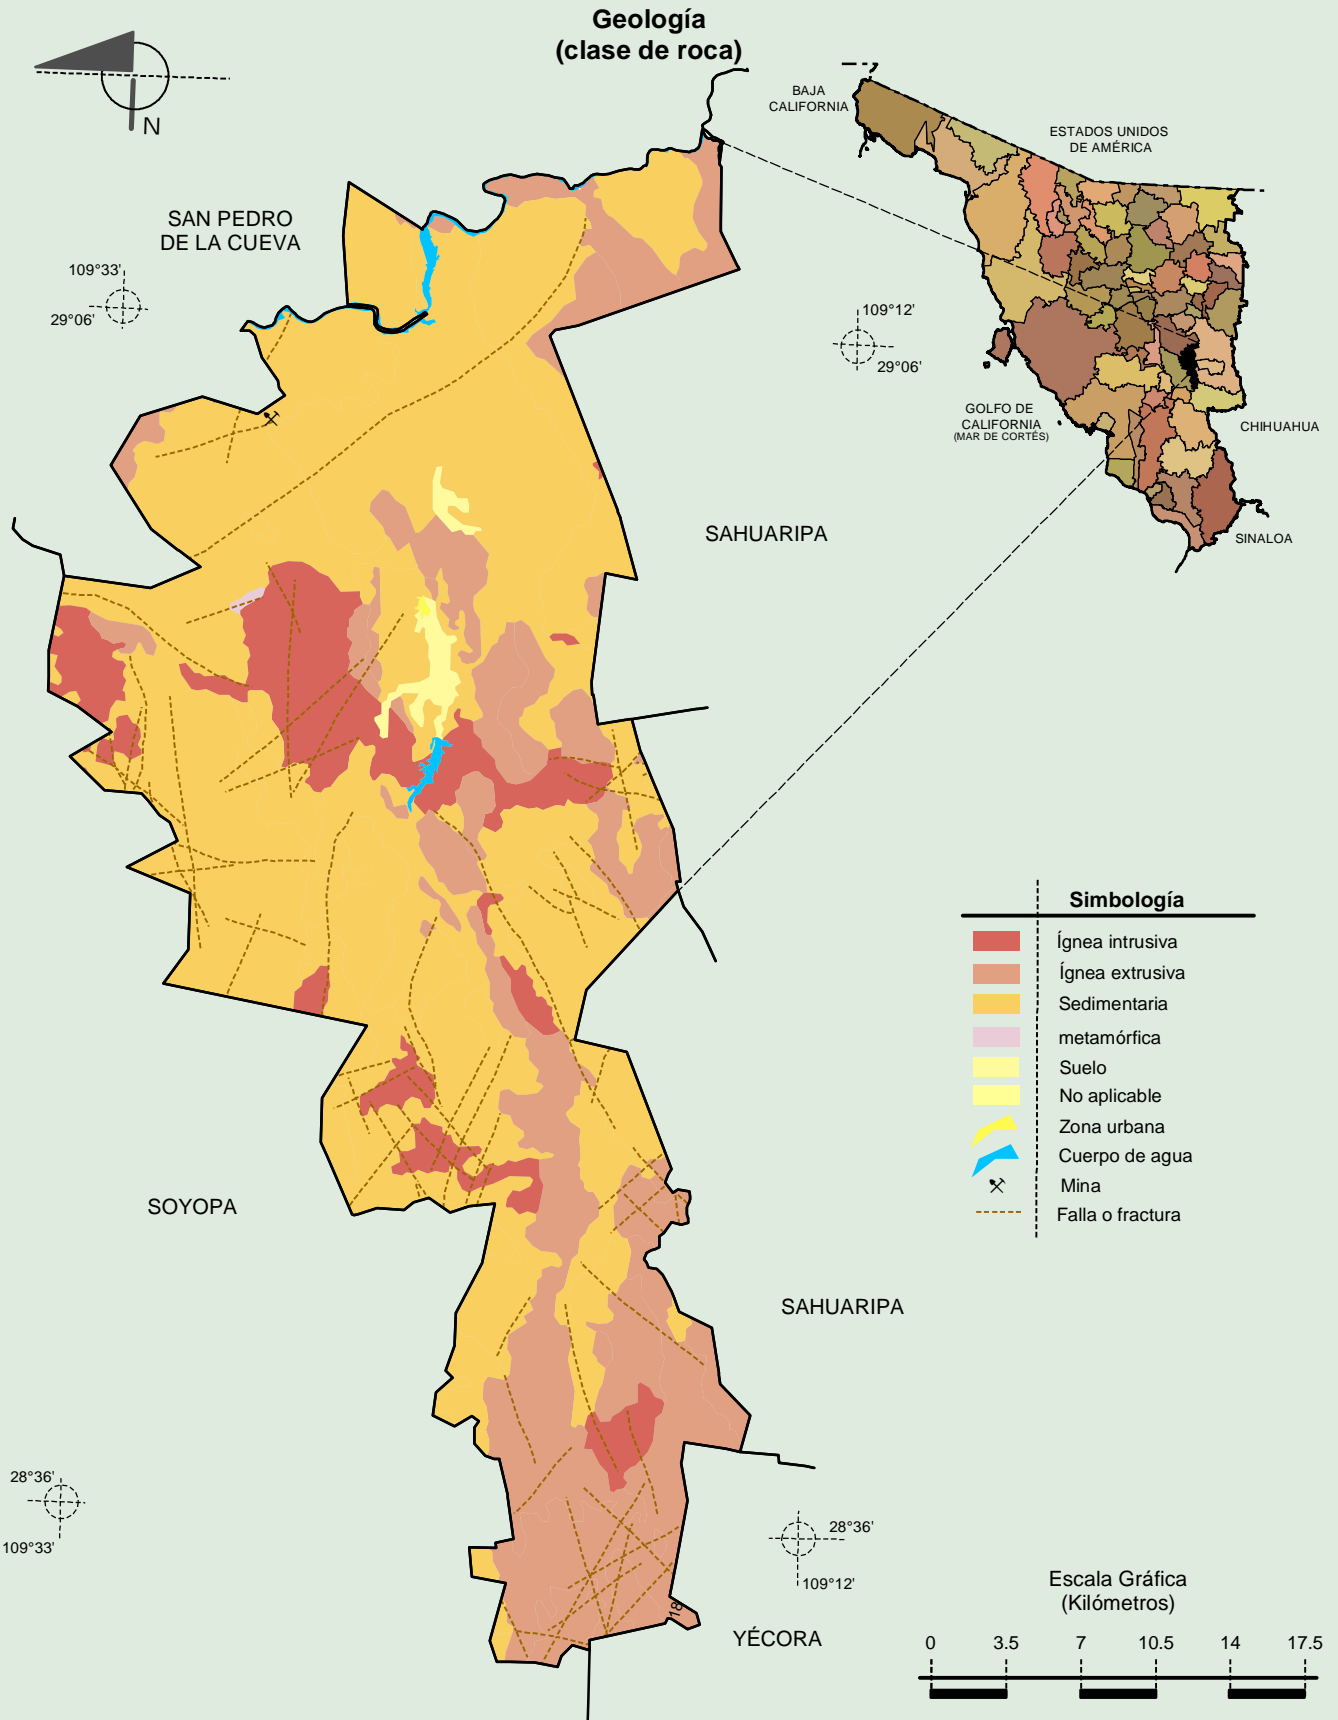 Geología
(clase de roca)
N
SAN PEDRO
DE LA CUEVA
109°33'
29°06'
BAJA
CALIFORNIA
ESTADOS UNIDOS
DE AMÉRICA
109°12'
29°06'
GOLFO DE
CALIFORNIA
(MAR DE CORTÉS)
CHIHUAHUA
SINALOA
SAHUARIPA
Simbología
Ígnea intrusiva
Ígnea extrusiva
Sedimentaria
metamórfica
Suelo
No aplicable
Zona urbana
Cuerpo de agua
Mina
Falla o fractura
SOYOPA
SAHUARIPA
28°36'
109°33'
28°36'
109°12'
18
YÉCORA
Escala Gráfica
(Kilómetros)
0 3.5 7 10.5 14 17.5